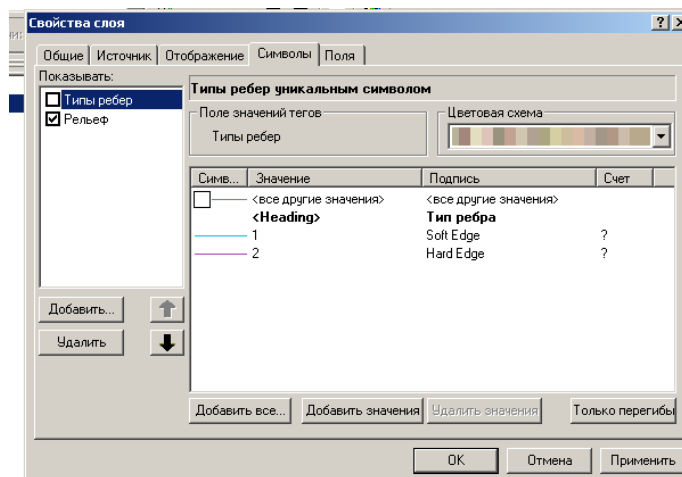 Свойства слоя
Общие Источник Отображение Символы Поля
Показывать:
Типы ребер
Рельеф
Типы ребер уникальным символом
Поле значений тегов
Типы ребер
Цветовая схема
Симв... Значение Подпись Счет
<все другие значения> <все другие значения>
<Heading> Тип ребра
1 Soft Edge ?
2 Hard Edge ?
Добавить...
Удалить
Добавить все... Добавить значения Удалить значения Только перегибы
OK Отмена Применить